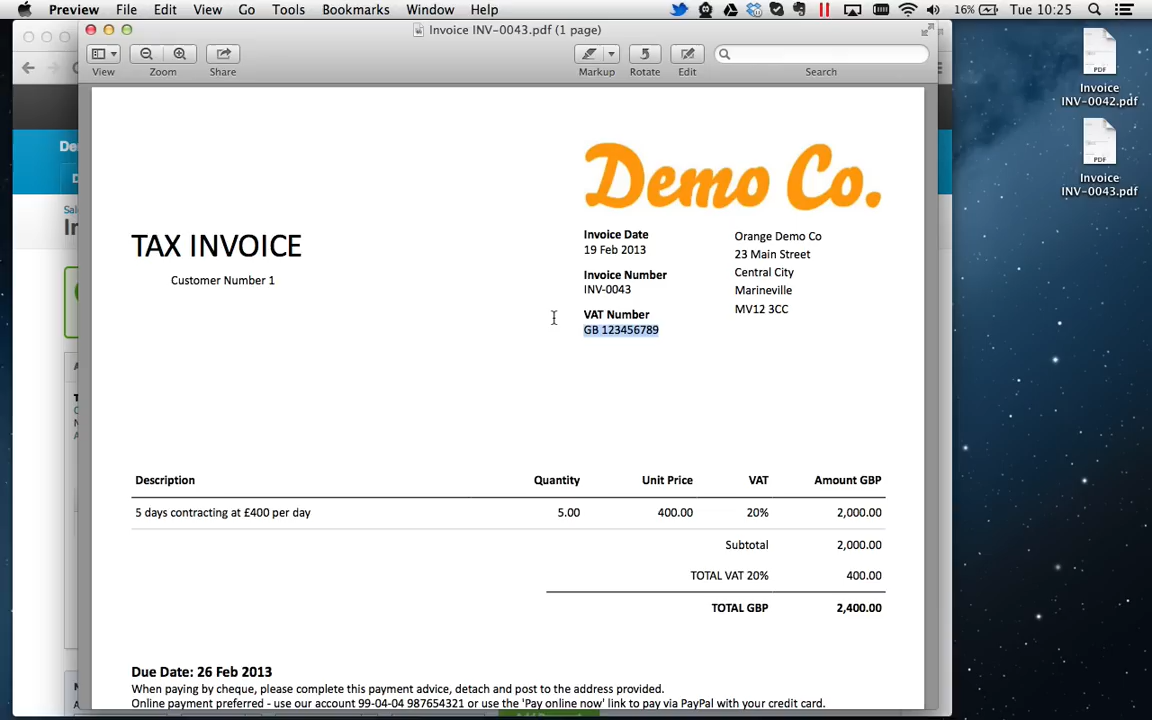 Preview File Edit View Go Tools Bookmarks Window Help 16% Tue 10:25
Invoice INV-0043.pdf (1 page)
View Zoom Share Markup Rotate Edit Search
PDF
Invoice
INV-0042.pdf
PDF
Invoice
INV-0043.pdf
De
Sale
In
Demo Co.
TAX INVOICE
Customer Number 1
Invoice Date
19 Feb 2013
Invoice Number
INV-0043
VAT Number
GB 123456789
Orange Demo Co
23 Main Street
Central City
Marineville
MV12 3CC
Description Quantity Unit Price VAT Amount GBP
5 days contracting at £400 per day 5.00 400.00 20% 2,000.00
Subtotal 2,000.00
TOTAL VAT 20% 400.00
TOTAL GBP 2,400.00
Due Date: 26 Feb 2013
When paying by cheque, please complete this payment advice, detach and post to the address provided.
Online payment preferred - use our account 99-04-04 987654321 or use the 'Pay online now' link to pay via PayPal with your credit card.